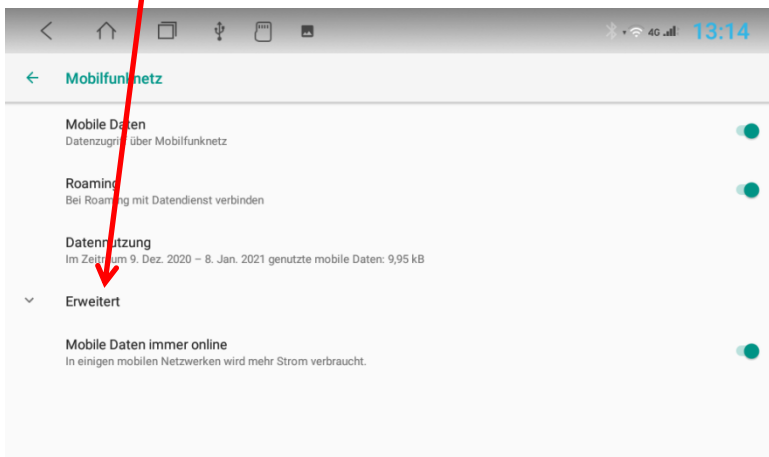 4G 13:14
Mobilfunknetz
Mobile Daten
Datenzugriff über Mobilfunknetz
Roaming
Bei Roaming mit Datendienst verbinden
Datennutzung
Im Zeitraum 9. Dez. 2020 – 8. Jan. 2021 genutzte mobile Daten: 9,95 kB
Erweitert
Mobile Daten immer online
In einigen mobilen Netzwerken wird mehr Strom verbraucht.